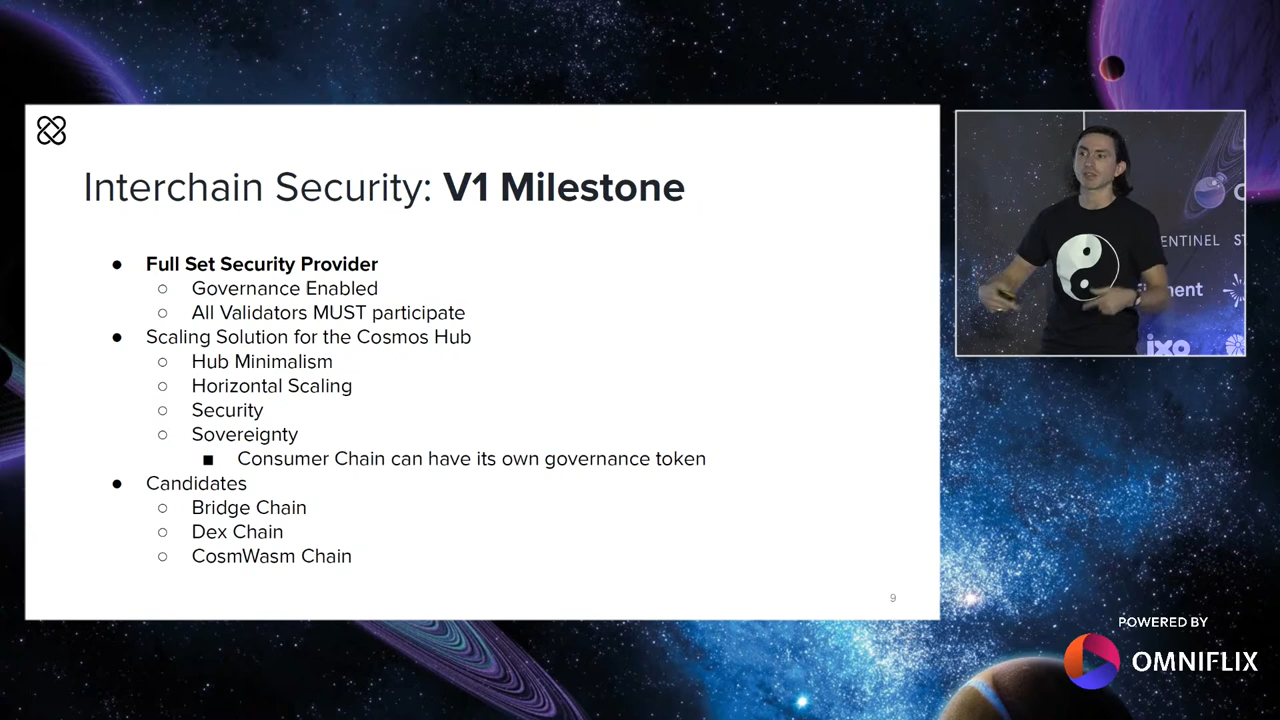 Interchain Security: V1 Milestone
● Full Set Security Provider
○ Governance Enabled
○ All Validators MUST participate
● Scaling Solution for the Cosmos Hub
○ Hub Minimalism
○ Horizontal Scaling
○ Security
○ Sovereignty
■ Consumer Chain can have its own governance token
● Candidates
○ Bridge Chain
○ Dex Chain
○ CosmWasm Chain
9
ENTINEL
ixo
POWERED BY
OMNIFLIX